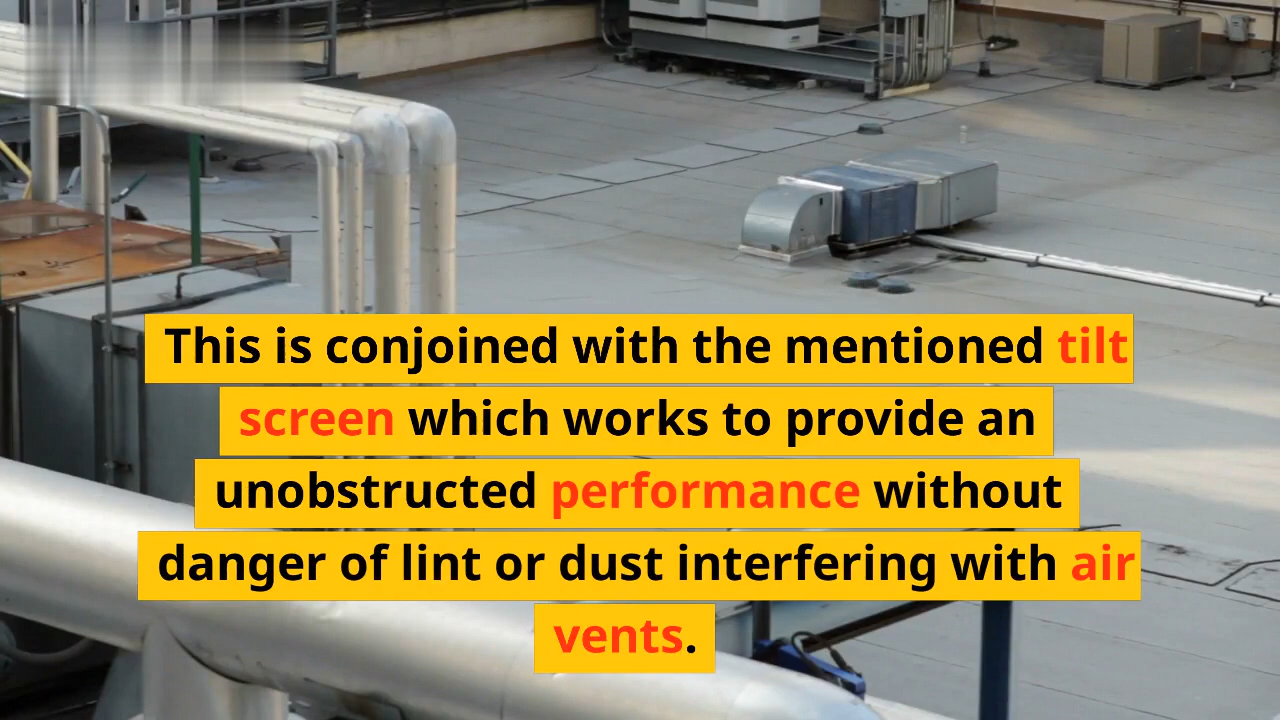 This is conjoined with the mentioned tilt
screen which works to provide an
unobstructed performance without
danger of lint or dust interfering with air
vents.